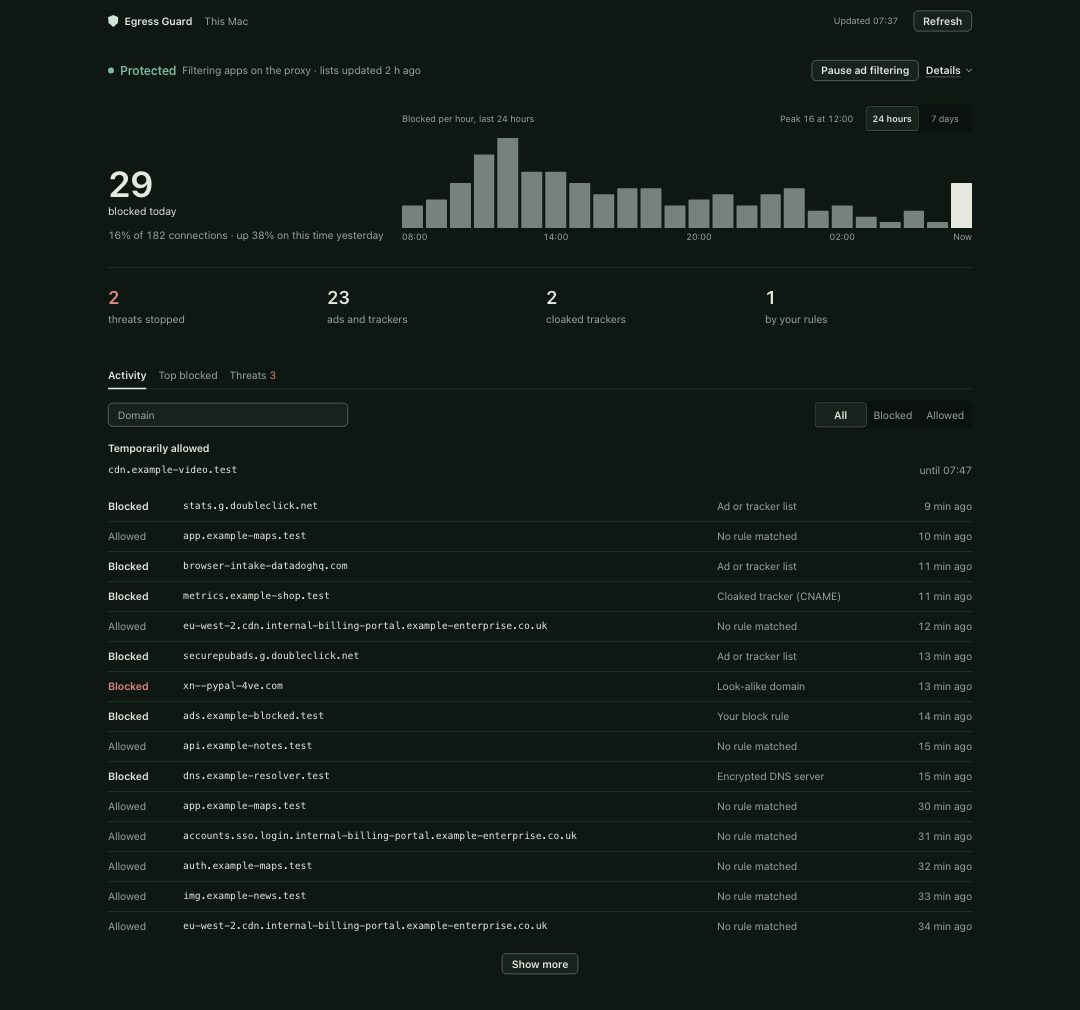 Egress Guard This Mac Updated 07:37 Refresh
Protected Filtering apps on the proxy · lists updated 2 h ago Pause ad filtering Details
Blocked per hour, last 24 hours Peak 16 at 12:00 24 hours 7 days
29
blocked today
16% of 182 connections · up 38% on this time yesterday
08:00 14:00 20:00 02:00 Now
2 23 2 1
threats stopped ads and trackers cloaked trackers by your rules
Activity Top blocked Threats 3
Domain All Blocked Allowed
Temporarily allowed
cdn.example-video.test until 07:47
Blocked stats.g.doubleclick.net Ad or tracker list 9 min ago
Allowed app.example-maps.test No rule matched 10 min ago
Blocked browser-intake-datadoghq.com Ad or tracker list 11 min ago
Blocked metrics.example-shop.test Cloaked tracker (CNAME) 11 min ago
Allowed eu-west-2.cdn.internal-billing-portal.example-enterprise.co.uk No rule matched 12 min ago
Blocked securepubads.g.doubleclick.net Ad or tracker list 13 min ago
Blocked xn--pypal-4ve.com Look-alike domain 13 min ago
Blocked ads.example-blocked.test Your block rule 14 min ago
Allowed api.example-notes.test No rule matched 15 min ago
Blocked dns.example-resolver.test Encrypted DNS server 15 min ago
Allowed app.example-maps.test No rule matched 30 min ago
Allowed accounts.sso.login.internal-billing-portal.example-enterprise.co.uk No rule matched 31 min ago
Allowed auth.example-maps.test No rule matched 32 min ago
Allowed img.example-news.test No rule matched 33 min ago
Allowed eu-west-2.cdn.internal-billing-portal.example-enterprise.co.uk No rule matched 34 min ago
Show more